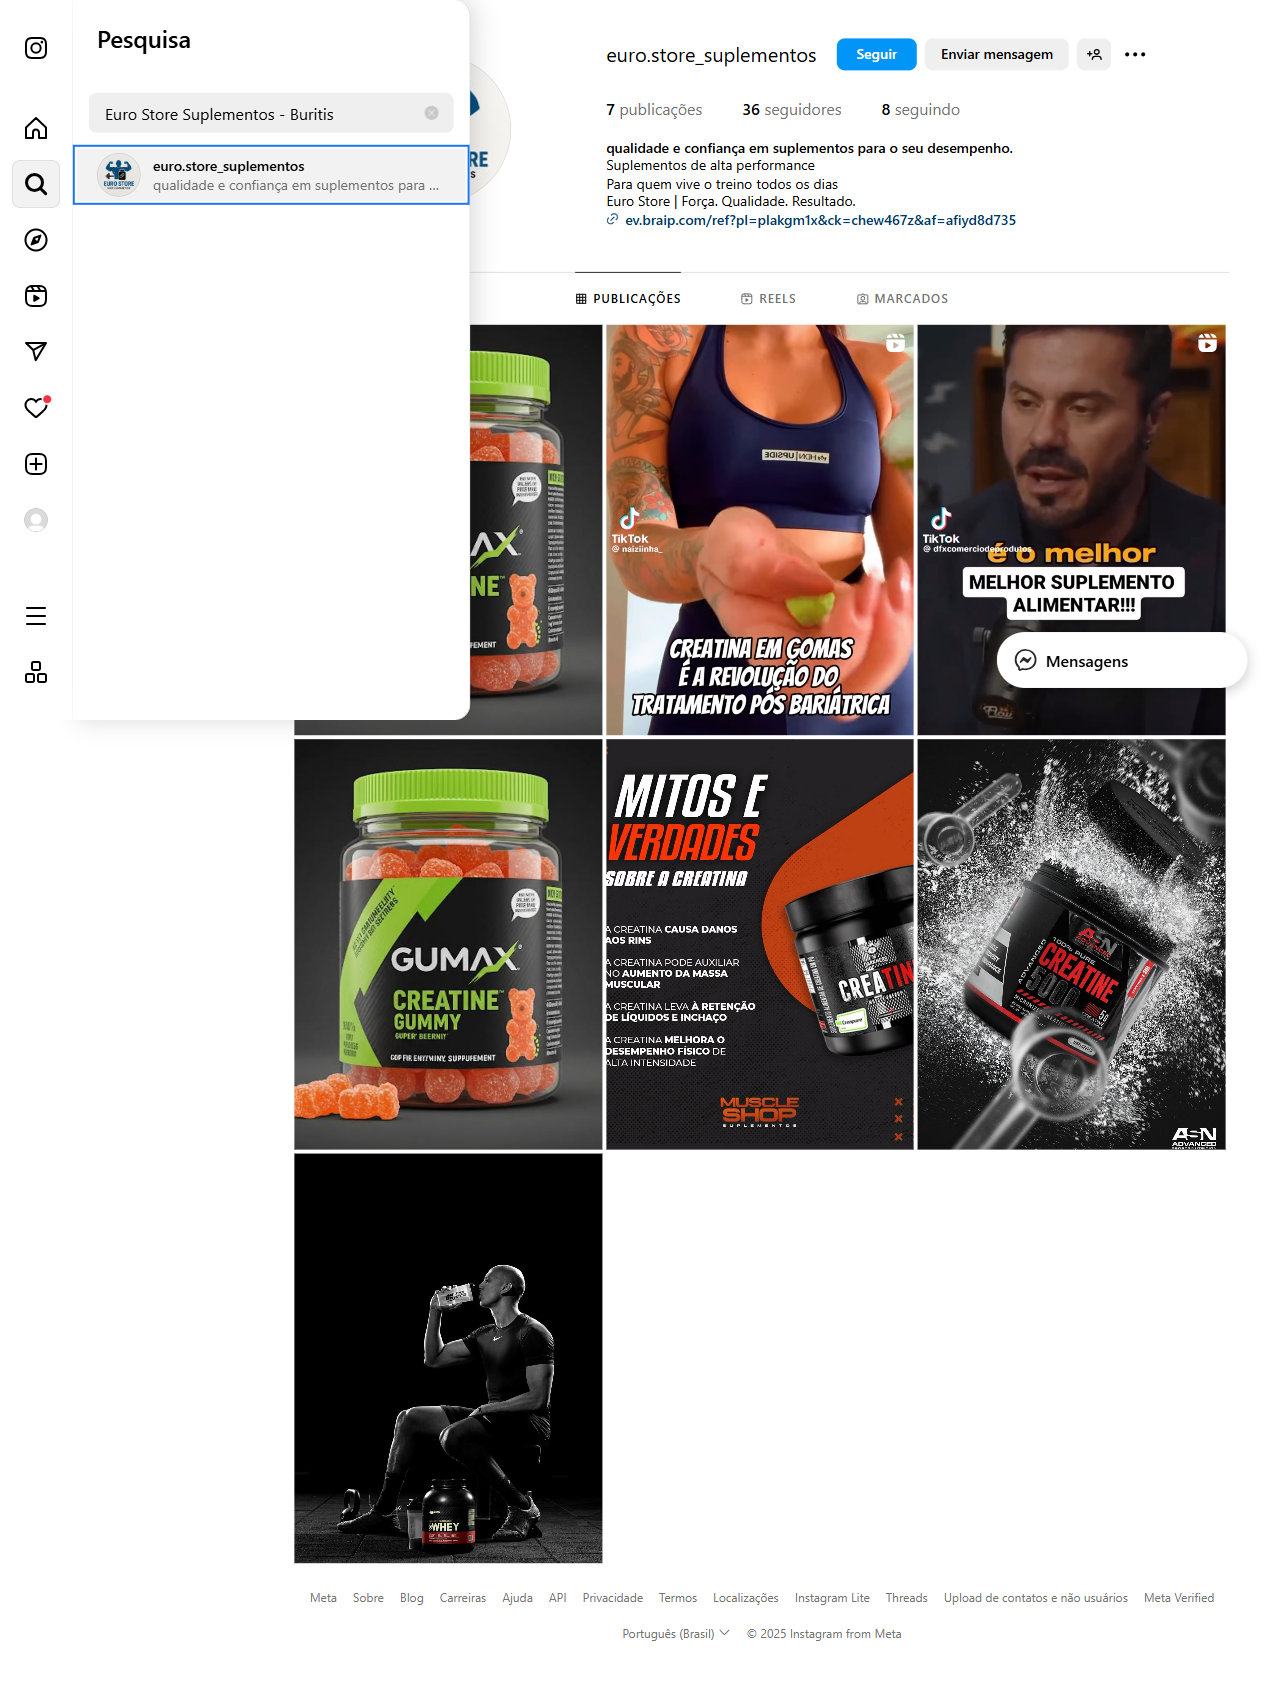 Pesquisa
Euro Store Suplementos - Buritis
EURO STORE
euro.store_suplementos
qualidade e confiança em suplementos para ...
euro.store_suplementos
Seguir
Enviar mensagem
7 publicações
36 seguidores
8 seguindo
qualidade e confiança em suplementos para o seu desempenho.
Suplementos de alta performance
Para quem vive o treino todos os dias
Euro Store | Força. Qualidade. Resultado.
ev.braip.com/ref?pl=plakgm1x&ck=chew467z&af=afiyd8d735
PUBLICAÇÕES
REELS
MARCADOS
TikTok
@ naiziinha_
CREATINA EM GOMAS
É A REVOLUÇÃO DO
TRATAMENTO PÓS BARIÁTRICA
TikTok
@ dfxcomerciodeprodutos
é o melhor
MELHOR SUPLEMENTO
ALIMENTAR!!!
Mensagens
GUMAX
CREATINE
GUMMY
MITOS E
VERDADES
SOBRE A CREATINA
A CREATINA CAUSA DANOS
AOS RINS
A CREATINA PODE AUXILIAR
NO AUMENTO DA MASSA
MUSCULAR
A CREATINA LEVA À RETENÇÃO
DE LÍQUIDOS E INCHAÇO
A CREATINA MELHORA O
DESEMPENHO FÍSICO DE
ALTA INTENSIDADE
CREATIN
Creapure
MUSCLE
SHOP
SUPLEMENTOS
100% PURE
CREATINE
ASN
ADVANCED
WHEY
Meta
Sobre
Blog
Carreiras
Ajuda
API
Privacidade
Termos
Localizações
Instagram Lite
Threads
Upload de contatos e não usuários
Meta Verified
Português (Brasil)
© 2025 Instagram from Meta